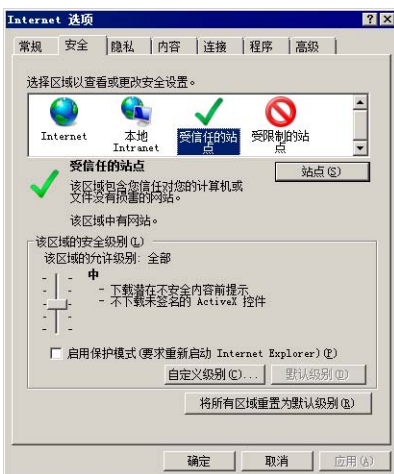 Internet 选项
常规 安全 隐私 内容 连接 程序 高级
选择区域以查看或更改安全设置。
Internet 本地 受信任的站 受限制的站
Intranet 点 点
受信任的站点
站点(S)
该区域包含您信任对您的计算机或
文件没有损害的网站。
该区域中有网站。
该区域的安全级别(L)
该区域的允许级别: 全部
中
- 下载潜在不安全内容前提示
- 不下载未签名的 ActiveX 控件
启用保护模式(要求重新启动 Internet Explorer)(P)
自定义级别(C)... 默认级别(D)
将所有区域重置为默认级别(R)
确定 取消 应用(A)